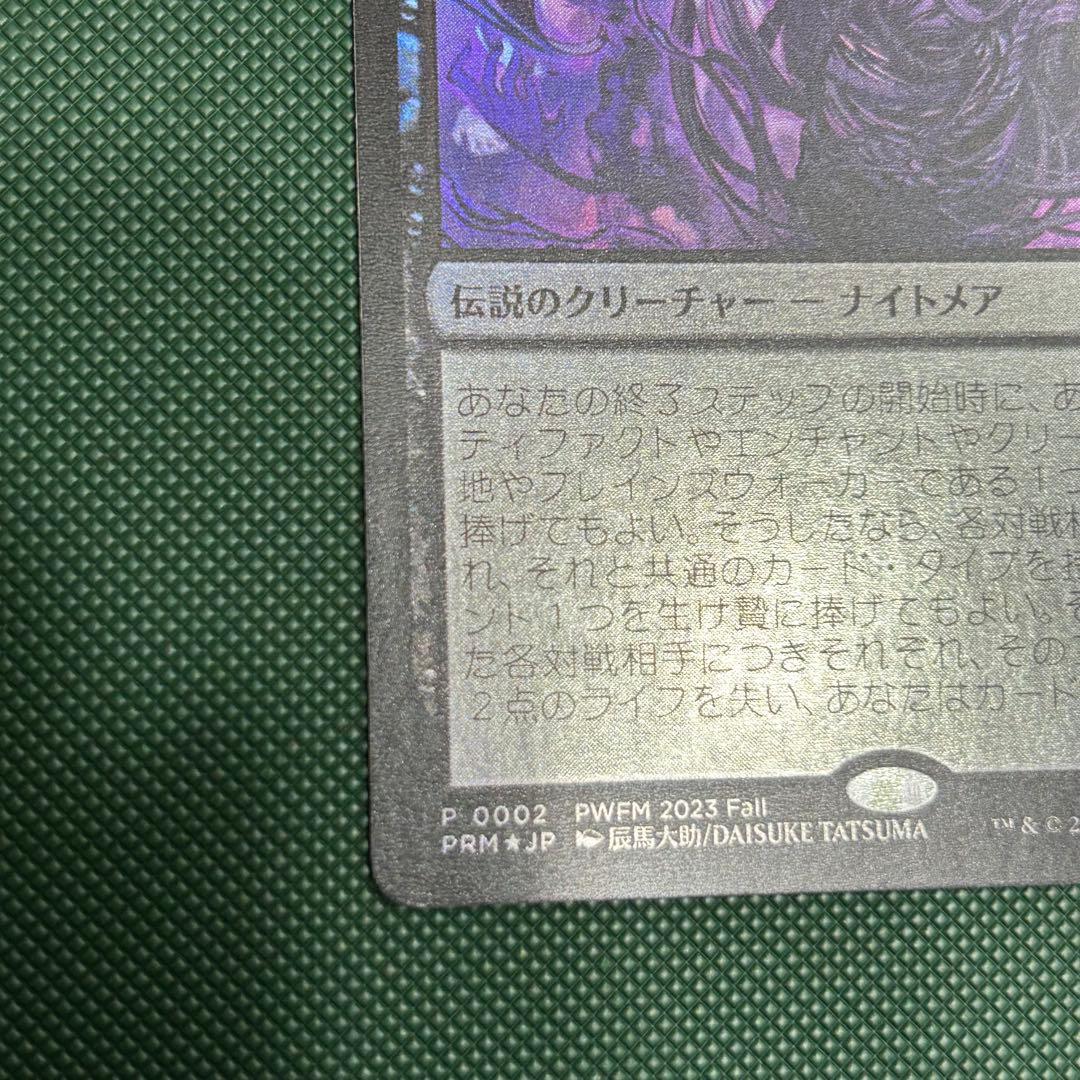 伝説のクリーチャー — ナイトメア
あなたの終了ステップの開始時に、あ
ティファクトやエンチャントやクリー
地やプレインズウォーカーである１つ
捧げてもよい。そうしたなら、各対戦相
れ、それと共通のカード・タイプを持
ント１つを生け贄に捧げてもよい。そ
た各対戦相手につきそれぞれ、その
２点のライフを失い、あなたはカード
P 0002 PWFM 2023 Fall
PRM★JP 辰馬大助/DAISUKE TATSUMA ™ & © 2